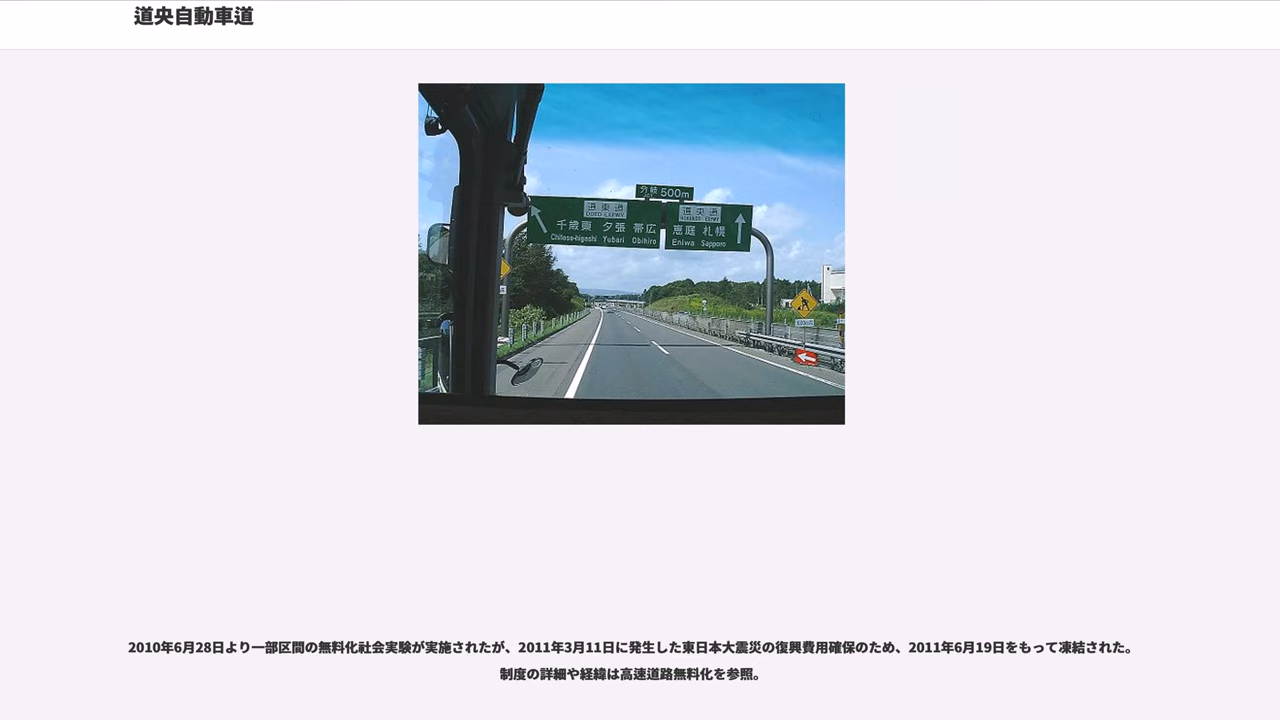 道央自動車道
分岐 500m
道東道
DOTO EXPWY
千歳東 夕張 帯広
Chitose-higashi Yubari Obihiro
道央道
HOKKAIDO EXPWY
恵庭 札幌
Eniwa Sapporo
2010年6月28日より一部区間の無料化社会実験が実施されたが、2011年3月11日に発生した東日本大震災の復興費用確保のため、2011年6月19日をもって凍結された。
制度の詳細や経緯は高速道路無料化を参照。